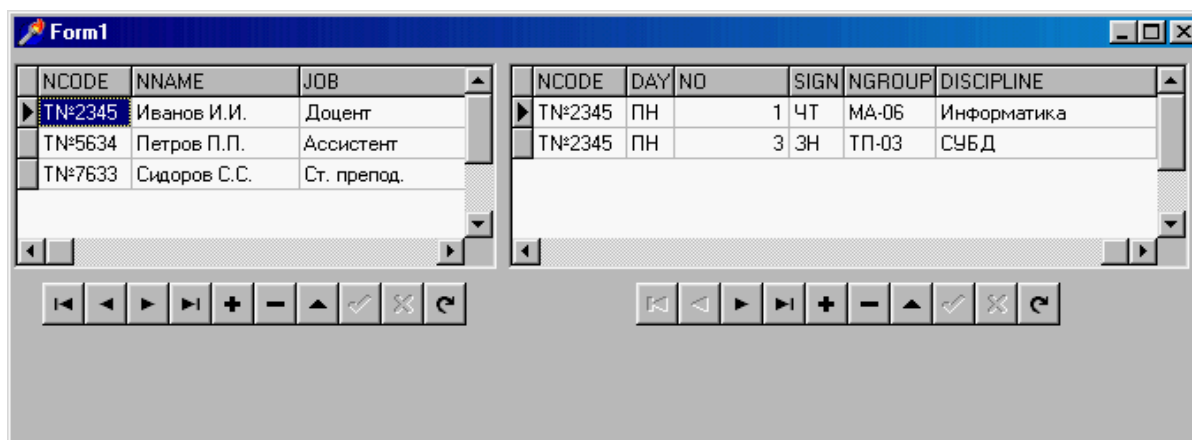 Form1
NCODE NNAME JOB
TN№2345 Иванов И.И. Доцент
TN№5634 Петров П.П. Ассистент
TN№7633 Сидоров С.С. Ст. препод.
NCODE DAY NO SIGN NGROUP DISCIPLINE
TN№2345 ПН 1 ЧТ МА-06 Информатика
TN№2345 ПН 3 ЗН ТП-03 СУБД